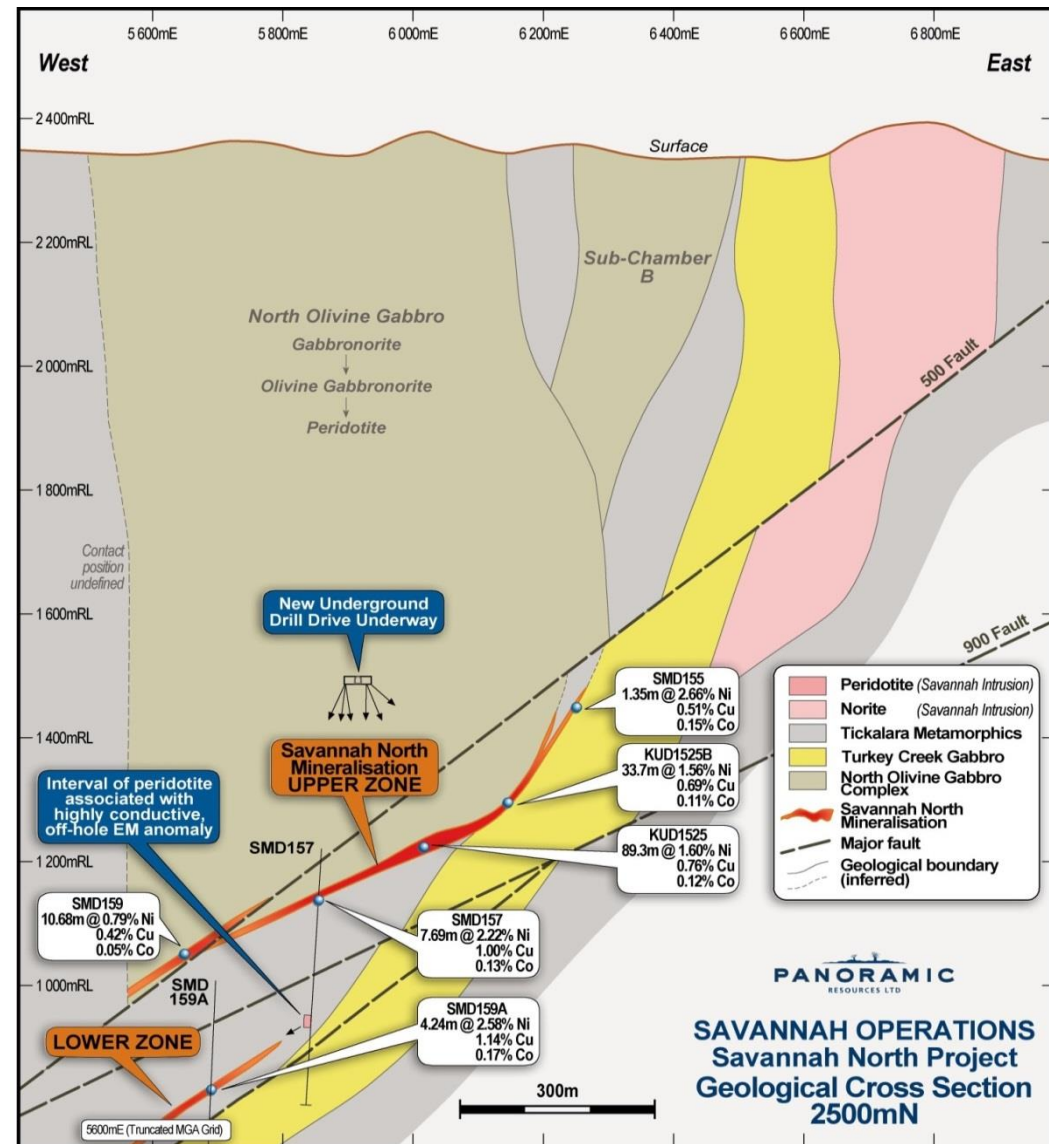 5 600mE
5 800mE
6 000mE
6 200mE
6 400mE
6 600mE
6 800mE
West
East
2 400mRL
Surface
2 200mRL
Sub-Chamber
B
North Olivine Gabbro
Gabbronorite
Olivine Gabbronorite
Peridotite
2 000mRL
500 Fault
1 800mRL
Contact
position
undefined
1 600mRL
New Underground
Drill Drive Underway
900 Fault
1 400mRL
SMD155
1.35m @ 2.66% Ni
0.51% Cu
0.15% Co
Savannah North
Mineralisation
UPPER ZONE
KUD1525B
33.7m @ 1.56% Ni
0.69% Cu
0.11% Co
Interval of peridotite
associated with
highly conductive,
off-hole EM anomaly
KUD1525
89.3m @ 1.60% Ni
0.76% Cu
0.12% Co
1 200mRL
SMD157
SMD159
10.68m @ 0.79% Ni
0.42% Cu
0.05% Co
SMD157
7.69m @ 2.22% Ni
1.00% Cu
0.13% Co
1 000mRL
SMD
159A
SMD159A
4.24m @ 2.58% Ni
1.14% Cu
0.17% Co
LOWER ZONE
5600mE (Truncated MGA Grid)
300m
Peridotite (Savannah Intrusion)
Norite (Savannah Intrusion)
Tickalara Metamorphics
Turkey Creek Gabbro
North Olivine Gabbro
Complex
Savannah North
Mineralisation
Major fault
Geological boundary
(inferred)
PANORAMIC
RESOURCES LTD
SAVANNAH OPERATIONS
Savannah North Project
Geological Cross Section
2500mN